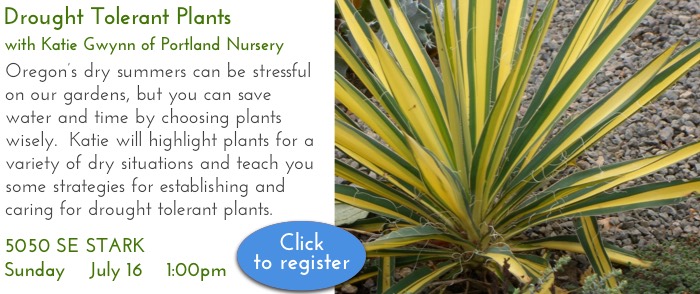 Drought Tolerant Plants
with Katie Gwynn of Portland Nursery
Oregon's dry summers can be stressful
on our gardens, but you can save
water and time by choosing plants
wisely.  Katie will highlight plants for a
variety of dry situations and teach you
some strategies for establishing and
caring for drought tolerant plants.
5050 SE STARK
Sunday July 16 1:00pm
Click
to register